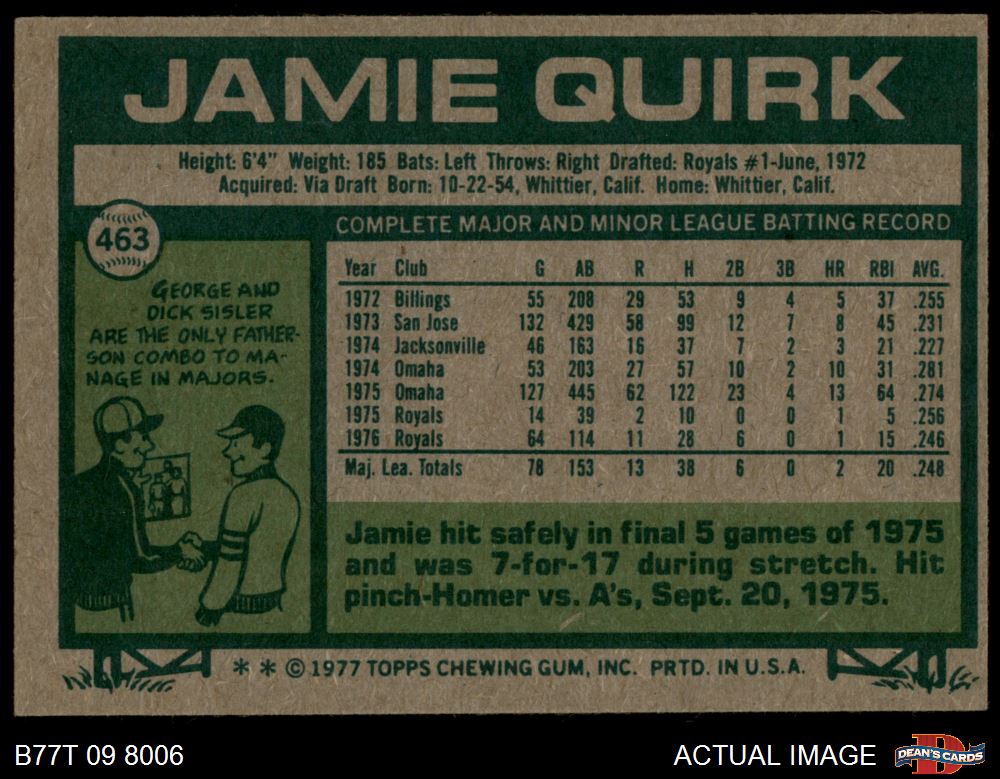 JAMIE QUIRK
Height: 6'4" Weight: 185 Bats: Left Throws: Right Drafted: Royals #1-June, 1972
Acquired: Via Draft Born: 10-22-54, Whittier, Calif. Home: Whittier, Calif.
463
GEORGE AND
DICK SISLER
ARE THE ONLY FATHER-
SON COMBO TO MA-
NAGE IN MAJORS.
COMPLETE MAJOR AND MINOR LEAGUE BATTING RECORD
Year Club G AB R H 2B 3B HR RBI AVG.
1972 Billings 55 208 29 53 9 4 5 37 .255
1973 San Jose 132 429 58 99 12 7 8 45 .231
1974 Jacksonville 46 163 16 37 7 2 3 21 .227
1974 Omaha 53 203 27 57 10 2 10 31 .281
1975 Omaha 127 445 62 122 23 4 13 64 .274
1975 Royals 14 39 2 10 0 0 1 5 .256
1976 Royals 64 114 11 28 6 0 1 15 .246
Maj. Lea. Totals 78 153 13 38 6 0 2 20 .248
Jamie hit safely in final 5 games of 1975
and was 7-for-17 during stretch. Hit
pinch-Homer vs. A's, Sept. 20, 1975.
* * © 1977 TOPPS CHEWING GUM, INC. PRTD. IN U.S.A.
B77T 09 8006
ACTUAL IMAGE
DEAN'S CARDS